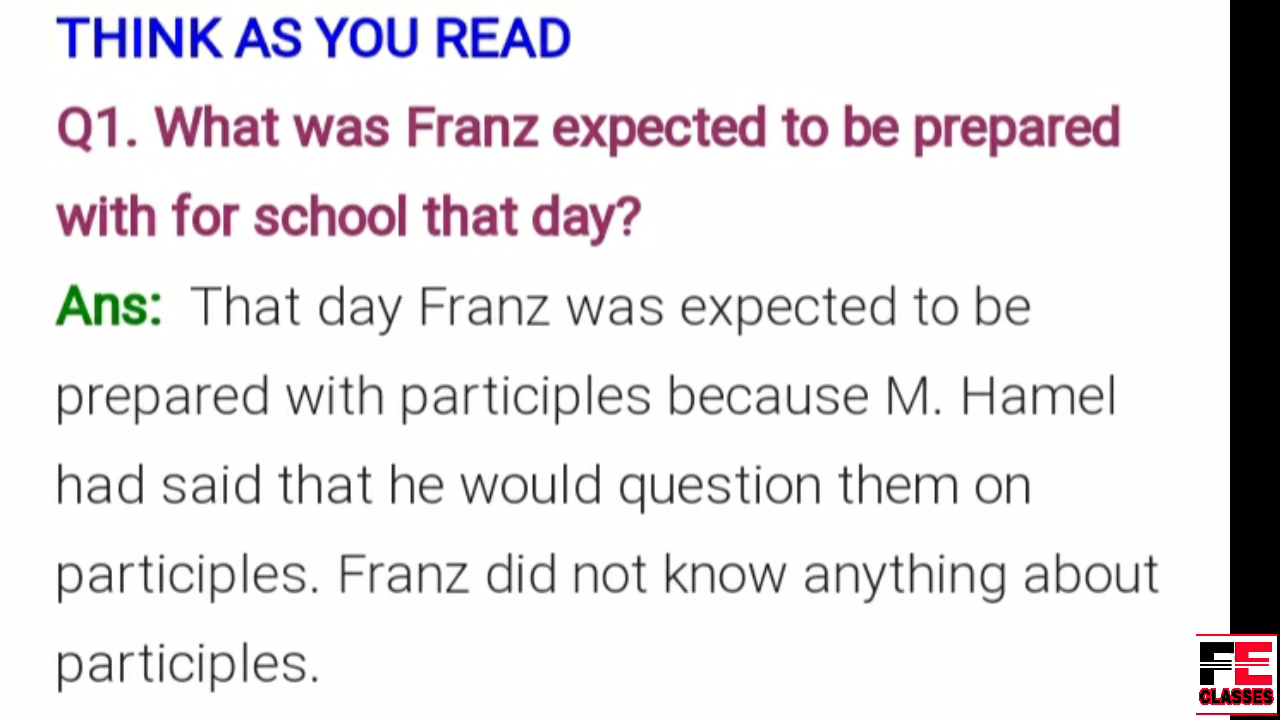 THINK AS YOU READ
Q1. What was Franz expected to be prepared
with for school that day?
Ans: That day Franz was expected to be
prepared with participles because M. Hamel
had said that he would question them on
participles. Franz did not know anything about
participles.
FE
CLASSES